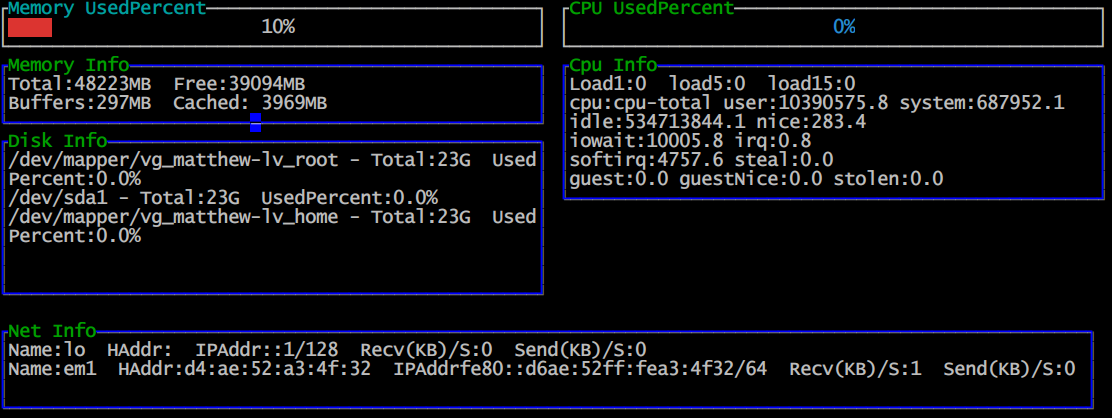 Memory UsedPercent
10%
CPU UsedPercent
0%
Memory Info
Total:48223MB  Free:39094MB
Buffers:297MB  Cached: 3969MB
Cpu Info
Load1:0  load5:0  load15:0
cpu:cpu-total user:10390575.8 system:687952.1
idle:534713844.1 nice:283.4
iowait:10005.8 irq:0.8
softirq:4757.6 steal:0.0
guest:0.0 guestNice:0.0 stolen:0.0
Disk Info
/dev/mapper/vg_matthew-lv_root - Total:23G  Used
Percent:0.0%
/dev/sda1 - Total:23G  UsedPercent:0.0%
/dev/mapper/vg_matthew-lv_home - Total:23G  Used
Percent:0.0%
Net Info
Name:lo  HAddr:  IPAddr::1/128  Recv(KB)/S:0  Send(KB)/S:0
Name:em1  HAddr:d4:ae:52:a3:4f:32  IPAddrfe80::d6ae:52ff:fea3:4f32/64  Recv(KB)/S:1  Send(KB)/S:0